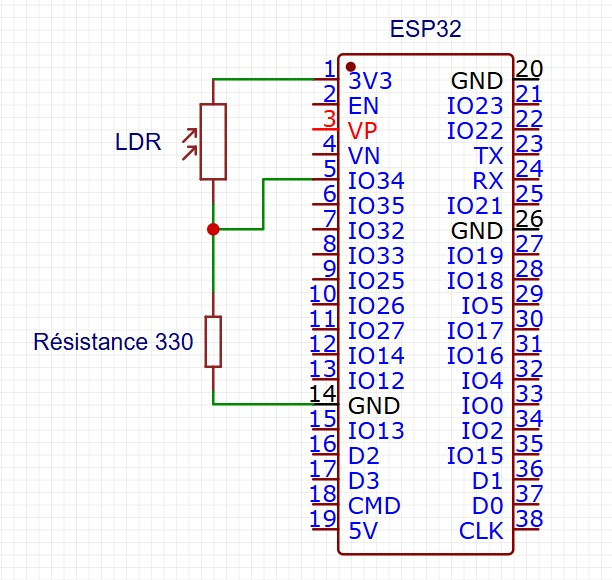 ESP32
LDR
Résistance 330
1 3V3 GND 20
2 EN IO23 21
3 VP IO22 22
4 VN TX 23
5 IO34 RX 24
6 IO35 IO21 25
7 IO32 GND 26
8 IO33 IO19 27
9 IO25 IO18 28
10 IO26 IO5 29
11 IO27 IO17 30
12 IO14 IO16 31
13 IO12 IO4 32
14 GND IO0 33
15 IO13 IO2 34
16 D2 IO15 35
17 D3 D1 36
18 CMD D0 37
19 5V CLK 38